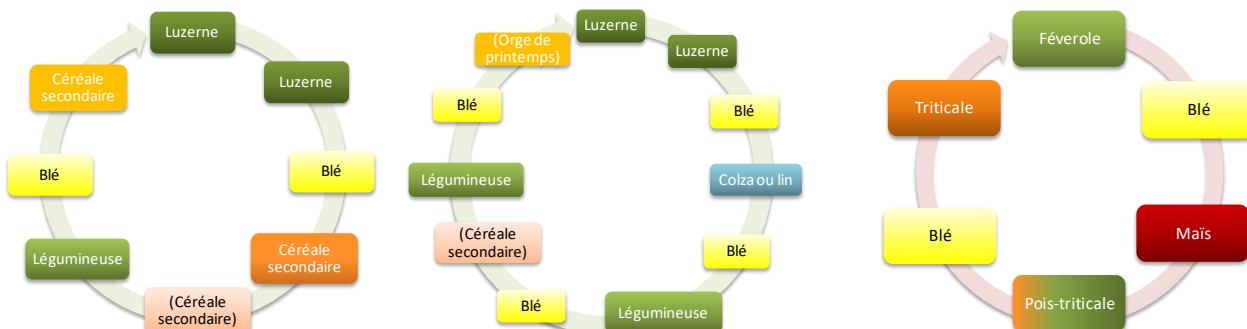 Luzerne
Luzerne
Blé
Céréale
secondaire
(Céréale
secondaire)
Légumineuse
Blé
Céréale
secondaire
Luzerne
Luzerne
Blé
Colza ou lin
Blé
Légumineuse
Blé
(Céréale
secondaire)
Légumineuse
Blé
(Orge de
printemps)
Féverole
Blé
Maïs
Pois-triticale
Blé
Triticale